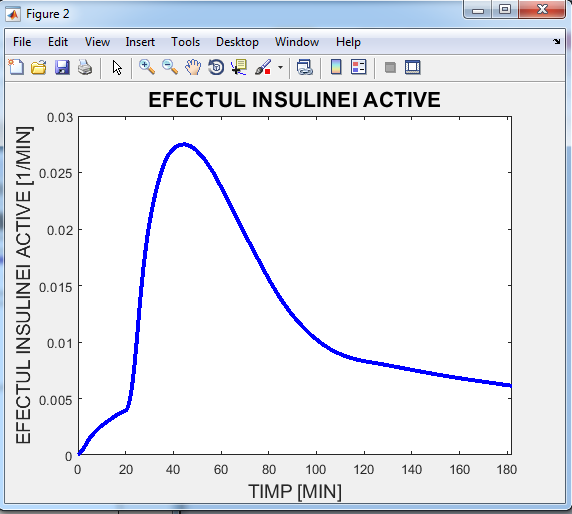 Figure 2
File Edit View Insert Tools Desktop Window Help
EFECTUL INSULINEI ACTIVE
EFECTUL INSULINEI ACTIVE [1/MIN]
0.03
0.025
0.02
0.015
0.01
0.005
0
0 20 40 60 80 100 120 140 160 180
TIMP [MIN]